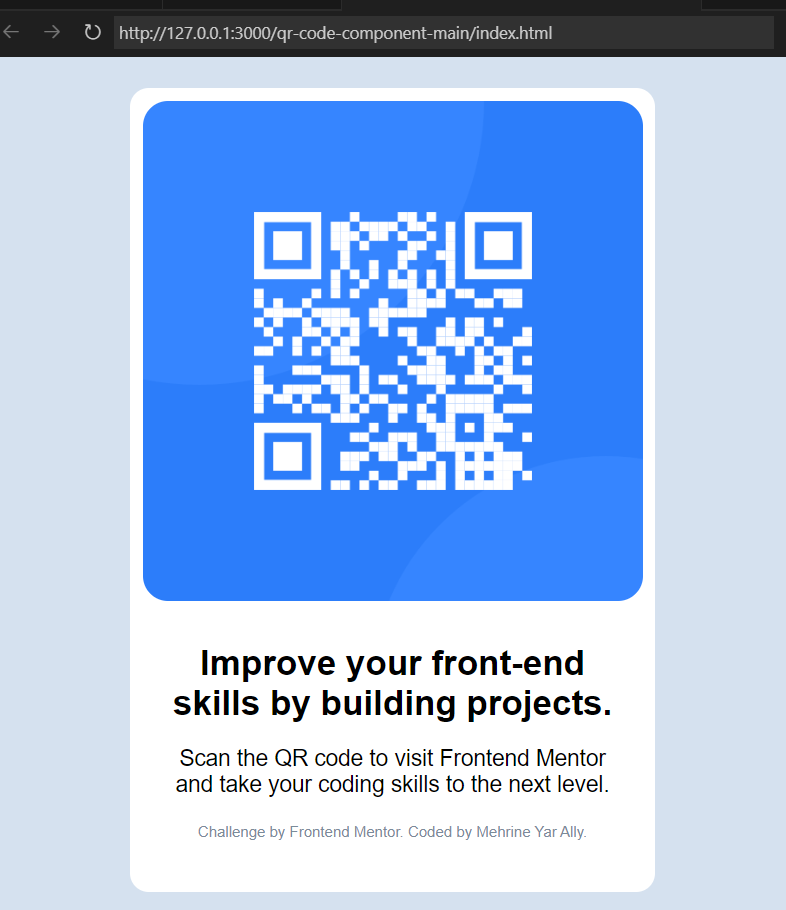 http://127.0.0.1:3000/qr-code-component-main/index.html
Improve your front-end
skills by building projects.
Scan the QR code to visit Frontend Mentor
and take your coding skills to the next level.
Challenge by Frontend Mentor. Coded by Mehrine Yar Ally.